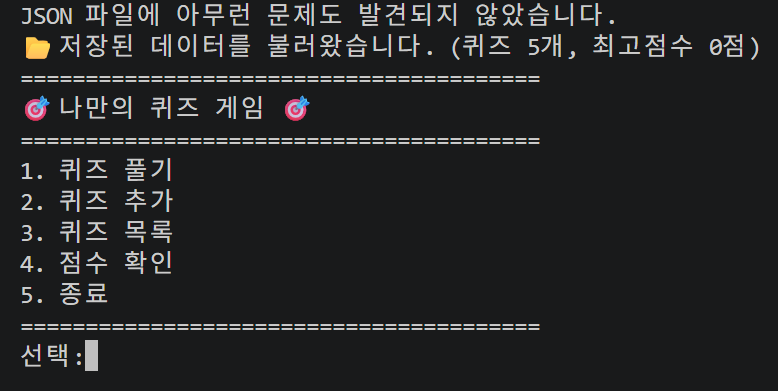 JSON 파일에 아무런 문제도 발견되지 않았습니다.
📂 저장된 데이터를 불러왔습니다. (퀴즈 5개, 최고점수 0점)
========================================
🎯 나만의 퀴즈 게임 🎯
========================================
1. 퀴즈 풀기
2. 퀴즈 추가
3. 퀴즈 목록
4. 점수 확인
5. 종료
========================================
선택: